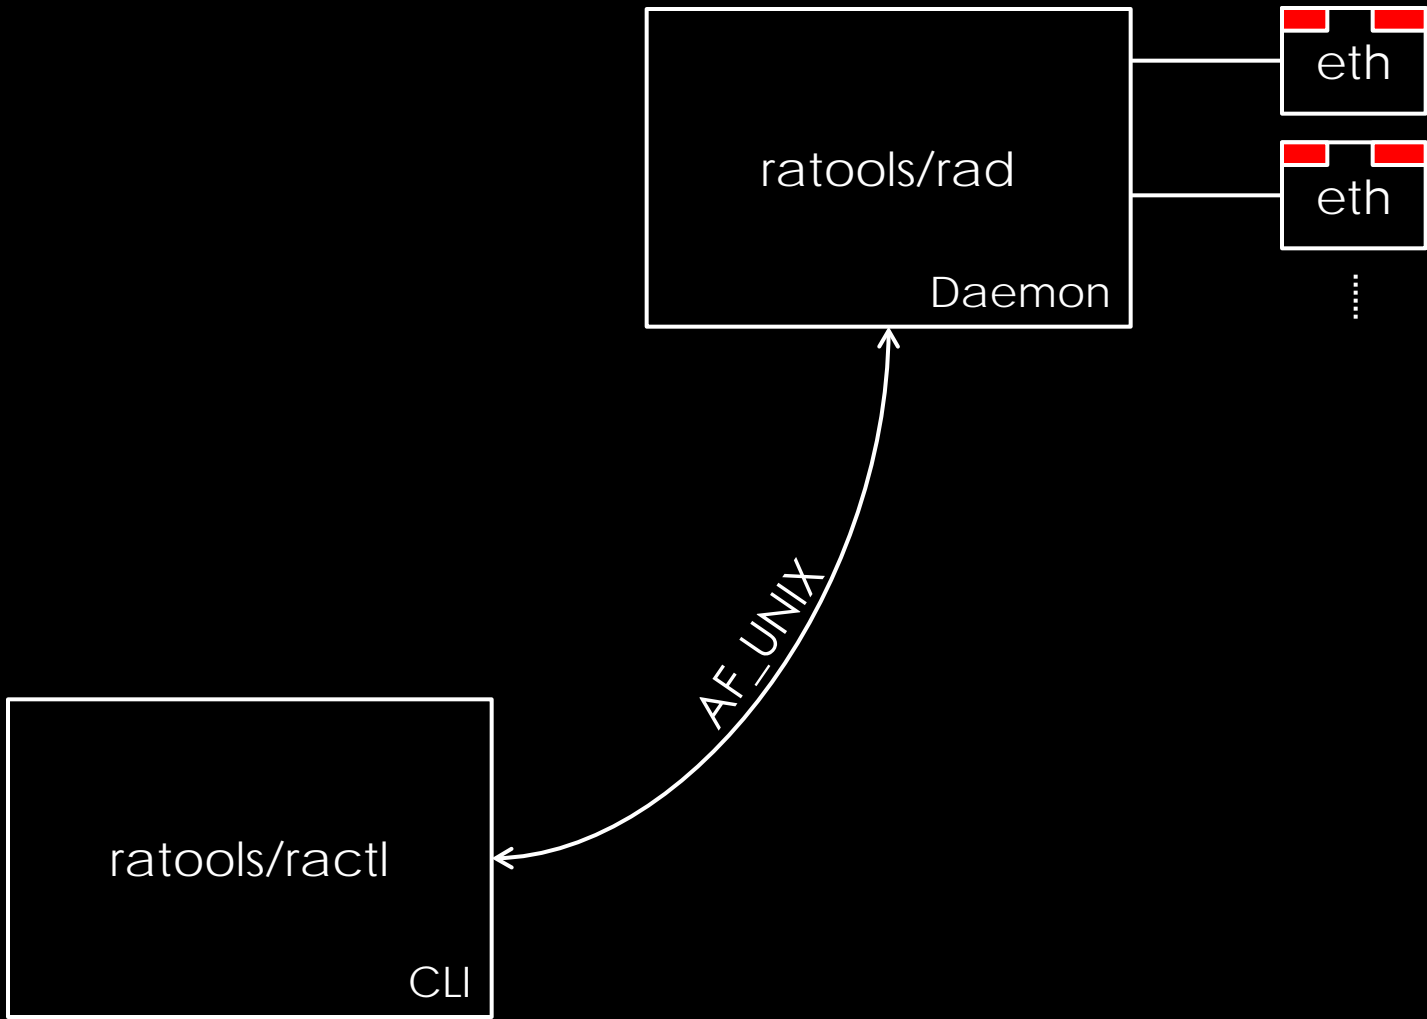 eth
ratools/rad
eth
Daemon
AF_UNIX
ratools/ractl
CLI